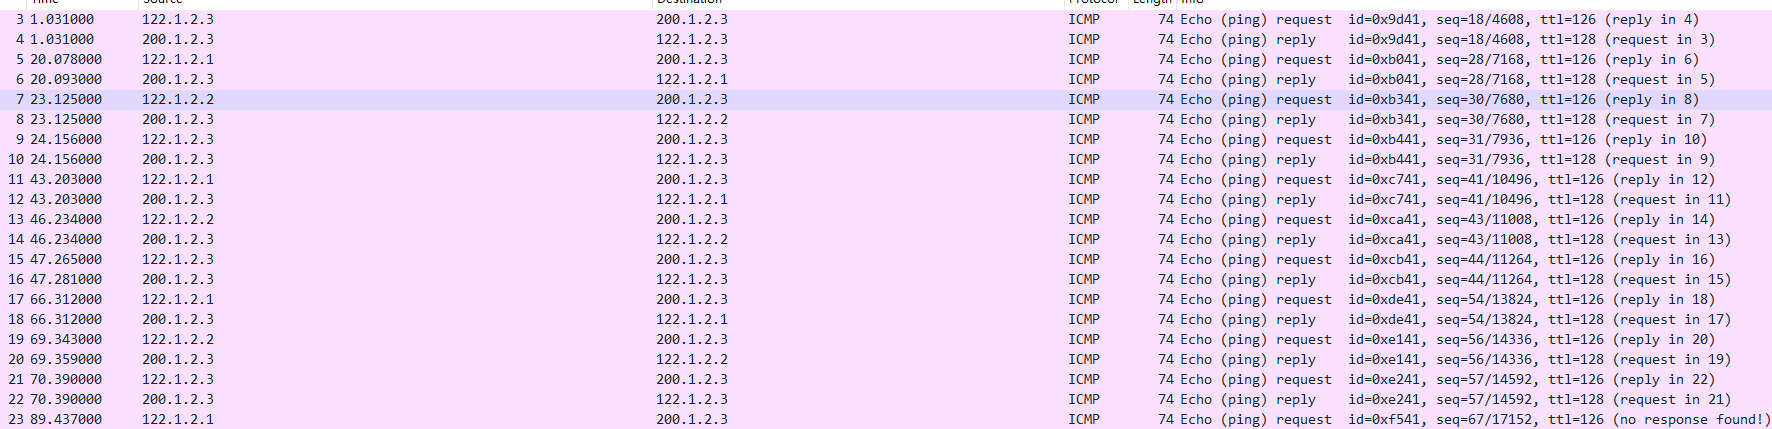 Time Source Destination Protocol Length Info
3 1.031000 122.1.2.3 200.1.2.3 ICMP 74 Echo (ping) request id=0x9d41, seq=18/4608, ttl=126 (reply in 4)
4 1.031000 200.1.2.3 122.1.2.3 ICMP 74 Echo (ping) reply id=0x9d41, seq=18/4608, ttl=128 (request in 3)
5 20.078000 122.1.2.1 200.1.2.3 ICMP 74 Echo (ping) request id=0xb041, seq=28/7168, ttl=126 (reply in 6)
6 20.093000 200.1.2.3 122.1.2.1 ICMP 74 Echo (ping) reply id=0xb041, seq=28/7168, ttl=128 (request in 5)
7 23.125000 122.1.2.2 200.1.2.3 ICMP 74 Echo (ping) request id=0xb341, seq=30/7680, ttl=126 (reply in 8)
8 23.125000 200.1.2.3 122.1.2.2 ICMP 74 Echo (ping) reply id=0xb341, seq=30/7680, ttl=128 (request in 7)
9 24.156000 122.1.2.3 200.1.2.3 ICMP 74 Echo (ping) request id=0xb441, seq=31/7936, ttl=126 (reply in 10)
10 24.156000 200.1.2.3 122.1.2.3 ICMP 74 Echo (ping) reply id=0xb441, seq=31/7936, ttl=128 (request in 9)
11 43.203000 122.1.2.1 200.1.2.3 ICMP 74 Echo (ping) request id=0xc741, seq=41/10496, ttl=126 (reply in 12)
12 43.203000 200.1.2.3 122.1.2.1 ICMP 74 Echo (ping) reply id=0xc741, seq=41/10496, ttl=128 (request in 11)
13 46.234000 122.1.2.2 200.1.2.3 ICMP 74 Echo (ping) request id=0xca41, seq=43/11008, ttl=126 (reply in 14)
14 46.234000 200.1.2.3 122.1.2.2 ICMP 74 Echo (ping) reply id=0xca41, seq=43/11008, ttl=128 (request in 13)
15 47.265000 122.1.2.3 200.1.2.3 ICMP 74 Echo (ping) request id=0xcb41, seq=44/11264, ttl=126 (reply in 16)
16 47.281000 200.1.2.3 122.1.2.3 ICMP 74 Echo (ping) reply id=0xcb41, seq=44/11264, ttl=128 (request in 15)
17 66.312000 122.1.2.1 200.1.2.3 ICMP 74 Echo (ping) request id=0xde41, seq=54/13824, ttl=126 (reply in 18)
18 66.312000 200.1.2.3 122.1.2.1 ICMP 74 Echo (ping) reply id=0xde41, seq=54/13824, ttl=128 (request in 17)
19 69.343000 122.1.2.2 200.1.2.3 ICMP 74 Echo (ping) request id=0xe141, seq=56/14336, ttl=126 (reply in 20)
20 69.359000 200.1.2.3 122.1.2.2 ICMP 74 Echo (ping) reply id=0xe141, seq=56/14336, ttl=128 (request in 19)
21 70.390000 122.1.2.3 200.1.2.3 ICMP 74 Echo (ping) request id=0xe241, seq=57/14592, ttl=126 (reply in 22)
22 70.390000 200.1.2.3 122.1.2.3 ICMP 74 Echo (ping) reply id=0xe241, seq=57/14592, ttl=128 (request in 21)
23 89.437000 122.1.2.1 200.1.2.3 ICMP 74 Echo (ping) request id=0xf541, seq=67/17152, ttl=126 (no response found!)